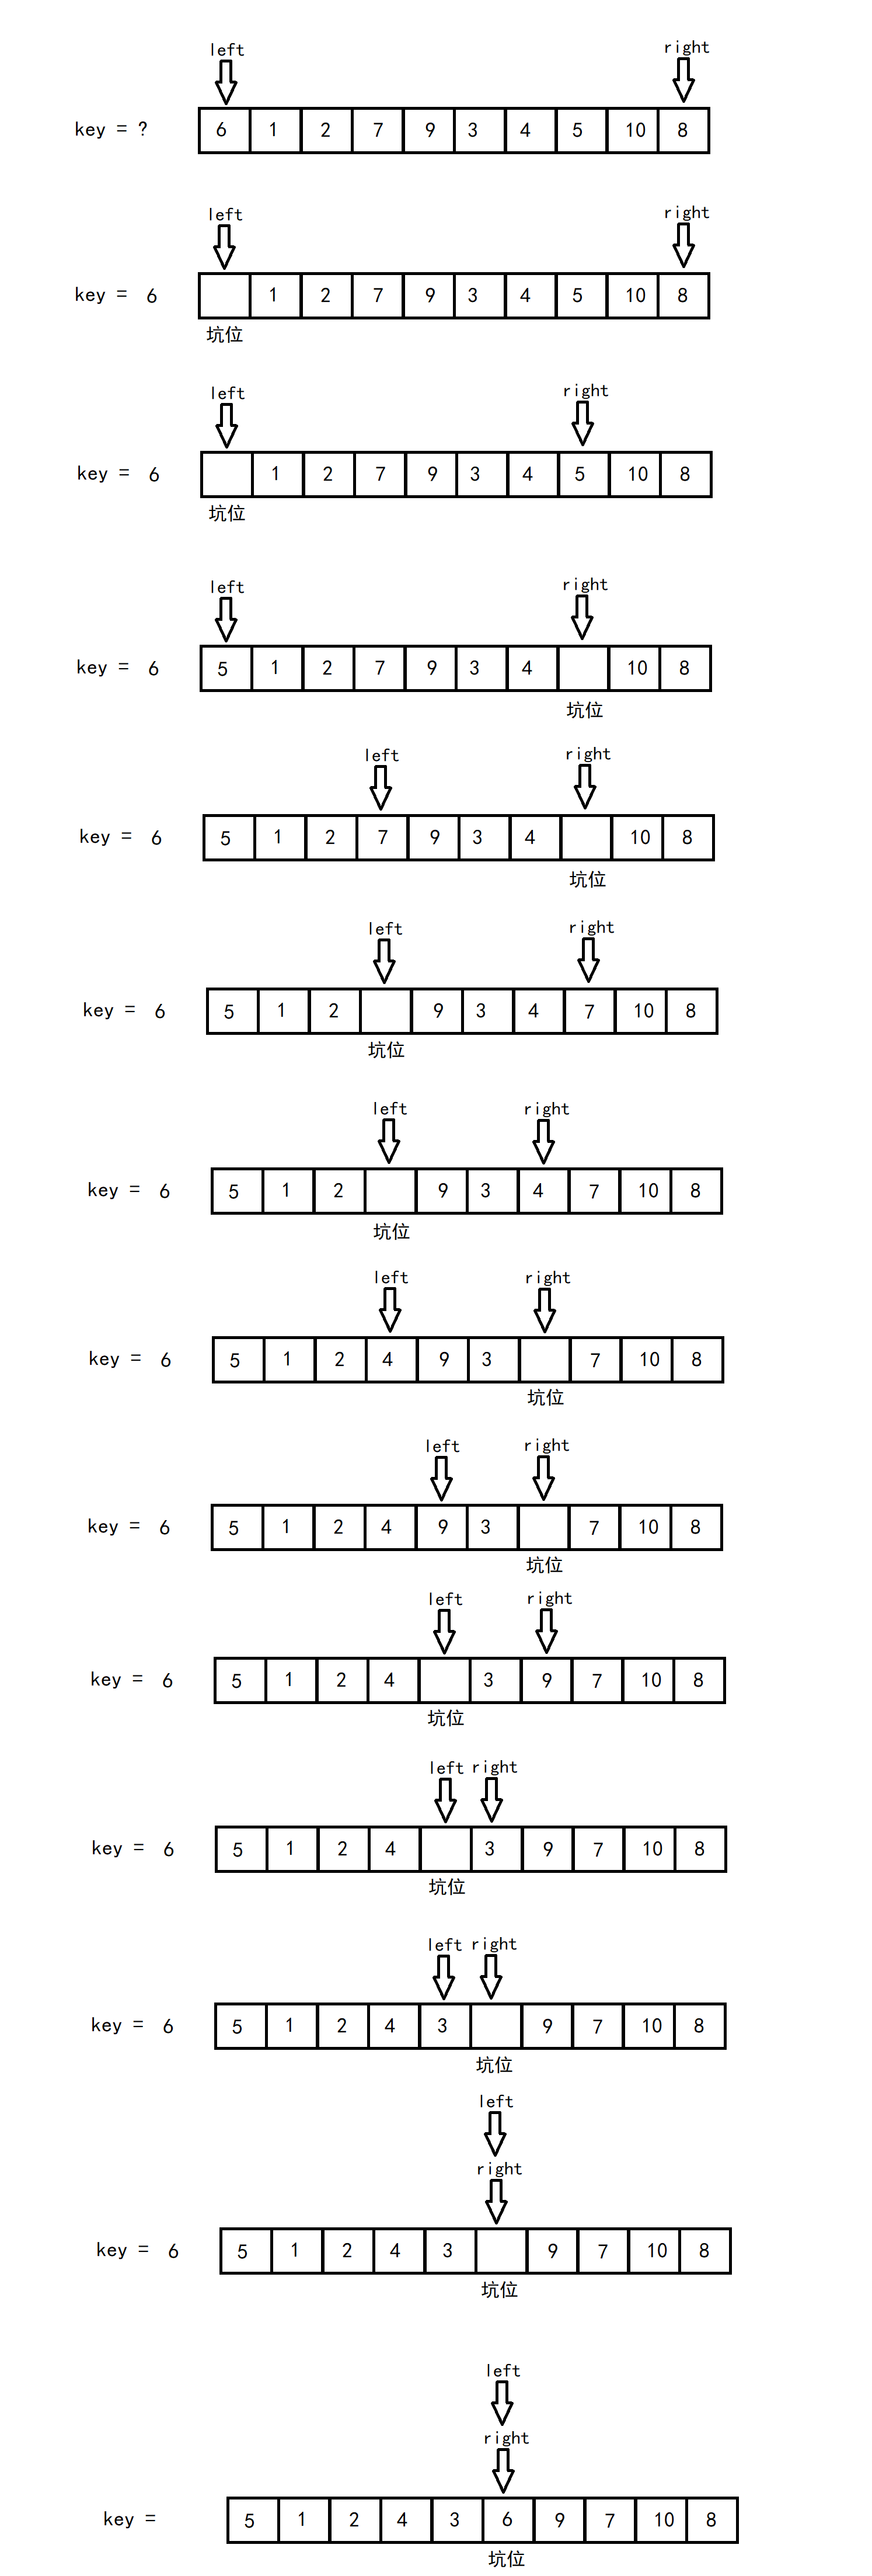 left right
key = ? 6 1 2 7 9 3 4 5 10 8
left right
key = 6 1 2 7 9 3 4 5 10 8
坑位
left right
key = 6 1 2 7 9 3 4 5 10 8
坑位
left right
key = 6 5 1 2 7 9 3 4 10 8
坑位
left right
key = 6 5 1 2 7 9 3 4 10 8
坑位
left right
key = 6 5 1 2 9 3 4 7 10 8
坑位
left right
key = 6 5 1 2 9 3 4 7 10 8
坑位
left right
key = 6 5 1 2 4 9 3 7 10 8
坑位
left right
key = 6 5 1 2 4 9 3 7 10 8
坑位
left right
key = 6 5 1 2 4 3 9 7 10 8
坑位
left right
key = 6 5 1 2 4 3 9 7 10 8
坑位
left right
key = 6 5 1 2 4 3 9 7 10 8
坑位
left
right
key = 6 5 1 2 4 3 9 7 10 8
坑位
left
right
key = 5 1 2 4 3 6 9 7 10 8
坑位